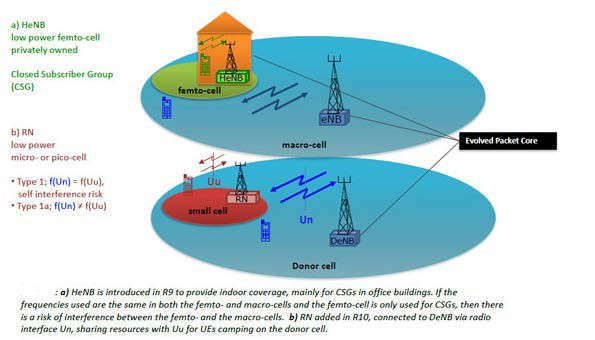 a) HeNB
low power femto-cell
privately owned
Closed Subscriber Group
(CSG)
HeNB
femto-cell
eNB
macro-cell
Evolved Packet Core
b) RN
low power
micro- or pico-cell
• Type 1; f(Un) = f(Uu),
self interference risk
• Type 1a; f(Un) ≠ f(Uu)
Uu
RN
small cell
Un
DeNB
Donor cell
: a) HeNB is introduced in R9 to provide indoor coverage, mainly for CSGs in office buildings. If the
frequencies used are the same in both the femto- and macro-cells and the femto-cell is only used for CSGs, then there
is a risk of interference between the femto- and the macro-cells. b) RN added in R10, connected to DeNB via radio
interface Un, sharing resources with Uu for UEs camping on the donor cell.